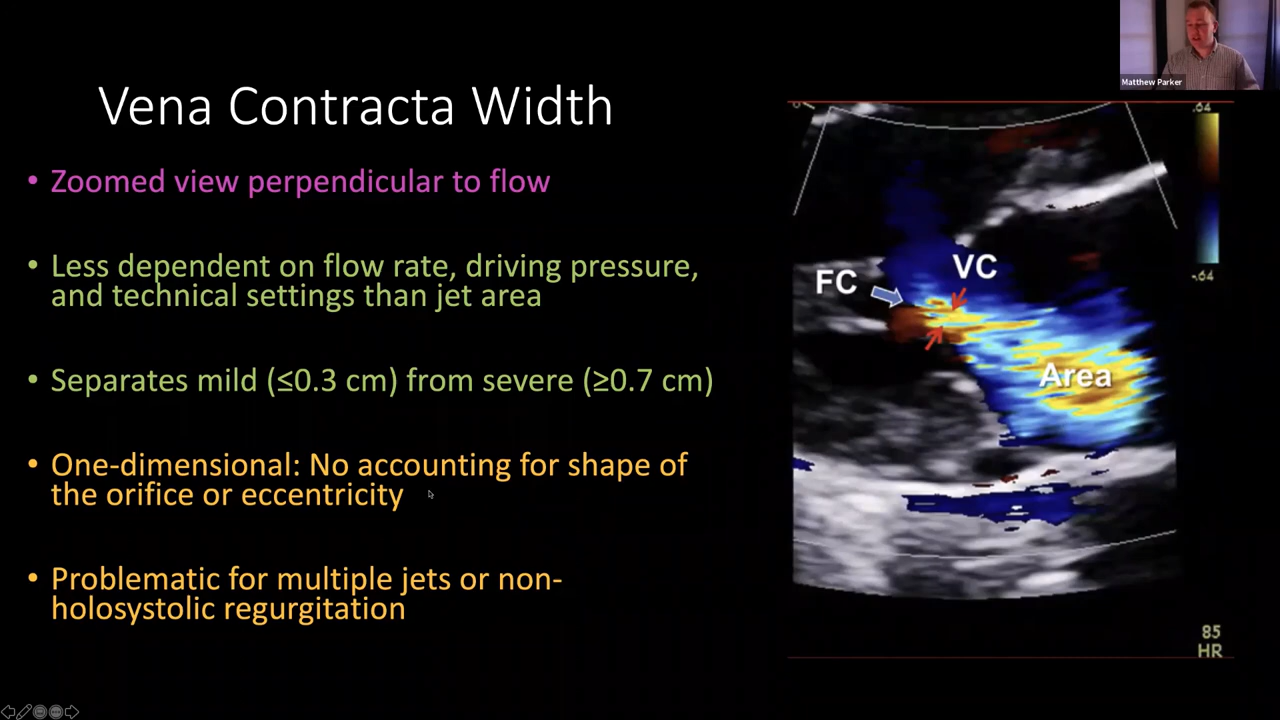 Matthew Parker
Vena Contracta Width
• Zoomed view perpendicular to flow
• Less dependent on flow rate, driving pressure,
and technical settings than jet area
• Separates mild (≤0.3 cm) from severe (≥0.7 cm)
• One-dimensional: No accounting for shape of
the orifice or eccentricity
• Problematic for multiple jets or non-
holosystolic regurgitation
.64
VC
FC
-.64
Area
85
HR